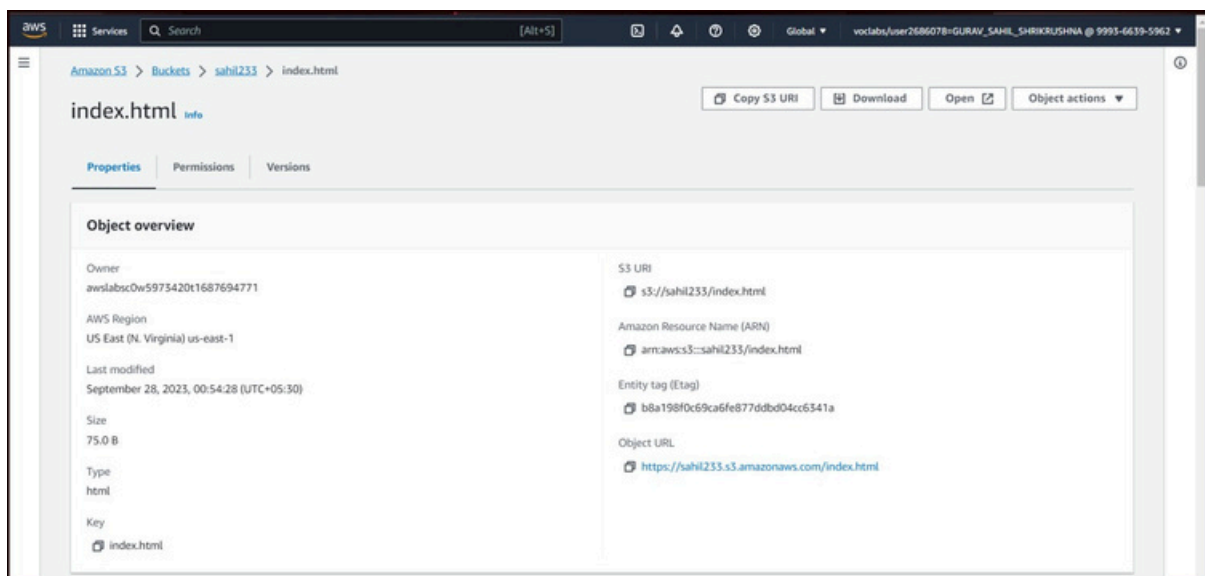 aws
Services
Search
[Alt+S]
Global
voclabs/user2686078=GURAV_SAHIL_SHRIKRUSHNA @ 9993-6639-5962
Amazon S3 > Buckets > sahil233 > index.html
index.html Info
Copy S3 URI
Download
Open
Object actions
Properties
Permissions
Versions
Object overview
Owner
awslabsc0w5973420t1687694771
AWS Region
US East (N. Virginia) us-east-1
Last modified
September 28, 2023, 00:54:28 (UTC+05:30)
Size
75.0 B
Type
html
Key
index.html
S3 URI
s3://sahil233/index.html
Amazon Resource Name (ARN)
arn:aws:s3:::sahil233/index.html
Entity tag (Etag)
b8a198f0c69ca6fe877ddbd04cc6341a
Object URL
https://sahil233.s3.amazonaws.com/index.html